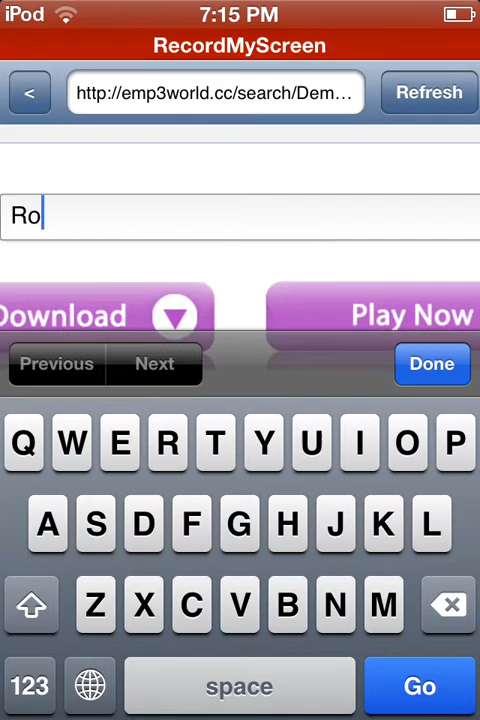 iPod 7:15 PM
RecordMyScreen
< http://emp3world.cc/search/Dem... Refresh
Ro
Download Play Now
Previous Next Done
Q W E R T Y U I O P
A S D F G H J K L
Z X C V B N M
123 space Go